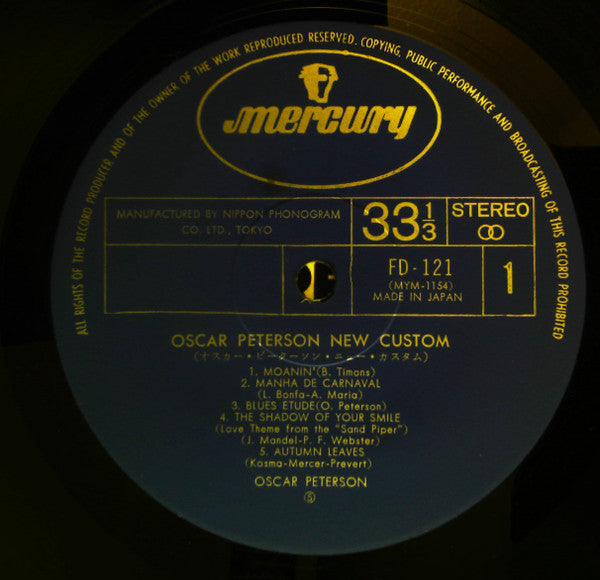 ALL RIGHTS OF THE RECORD PRODUCER AND OF THE OWNER OF THE WORK REPRODUCED RESERVED. COPYING, PUBLIC PERFORMANCE AND BROADCASTING OF THIS RECORD PROHIBITED
mercury
MANUFACTURED BY NIPPON PHONOGRAM
CO. LTD., TOKYO
33 1/3
STEREO
FD-121
(MYM-1154)
MADE IN JAPAN
1
OSCAR PETERSON NEW CUSTOM
(オスカー・ピーターソン・ニュー・カスタム)
1. MOANIN'(B. Timons)
2. MANHA DE CARNAVAL
(L. Bonfa-A. Maria)
3. BLUES ETUDE(O. Peterson)
4. THE SHADOW OF YOUR SMILE
(Love Theme from the "Sand Piper")
(J. Mandel-P. F. Webster)
5. AUTUMN LEAVES
(Kosma-Mercer-Prevert)
OSCAR PETERSON